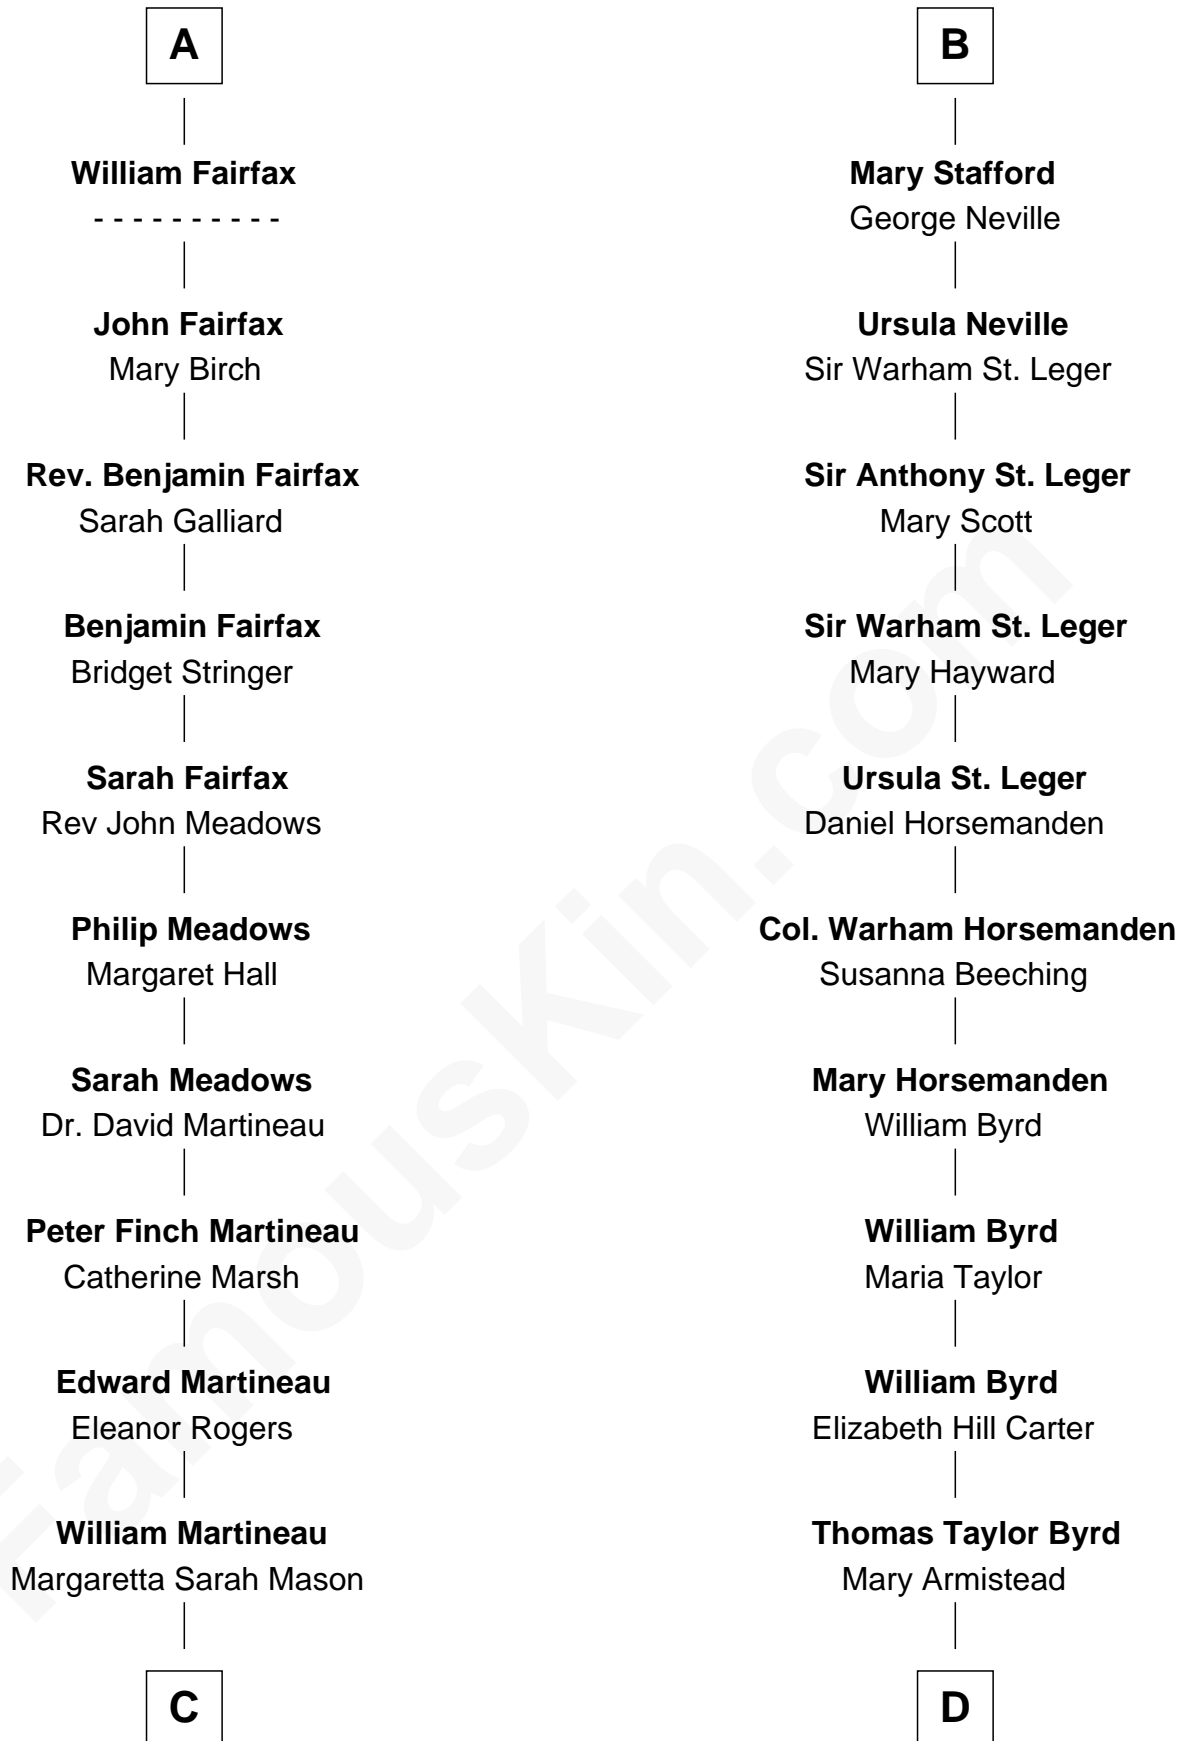 A
William Fairfax
- - - - - - - - - -
John Fairfax
Mary Birch
Rev. Benjamin Fairfax
Sarah Galliard
Benjamin Fairfax
Bridget Stringer
Sarah Fairfax
Rev John Meadows
Philip Meadows
Margaret Hall
Sarah Meadows
Dr. David Martineau
Peter Finch Martineau
Catherine Marsh
Edward Martineau
Eleanor Rogers
William Martineau
Margaretta Sarah Mason
C
B
Mary Stafford
George Neville
Ursula Neville
Sir Warham St. Leger
Sir Anthony St. Leger
Mary Scott
Sir Warham St. Leger
Mary Hayward
Ursula St. Leger
Daniel Horsemanden
Col. Warham Horsemanden
Susanna Beeching
Mary Horsemanden
William Byrd
William Byrd
Maria Taylor
William Byrd
Elizabeth Hill Carter
Thomas Taylor Byrd
Mary Armistead
D
FamousKin.com